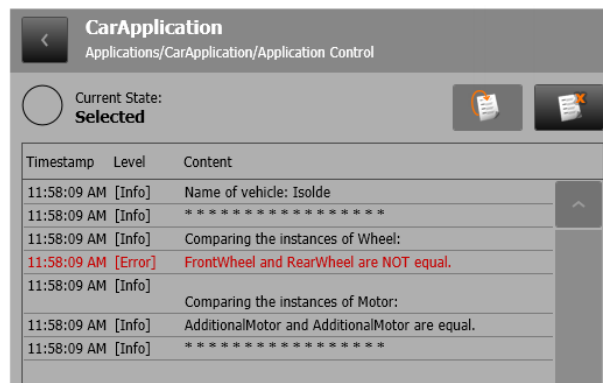 CarApplication
Applications/CarApplication/Application Control
Current State:
Selected
Timestamp Level Content
11:58:09 AM [Info] Name of vehicle: Isolde
11:58:09 AM [Info] * * * * * * * * * * * * * * * * *
11:58:09 AM [Info] Comparing the instances of Wheel:
11:58:09 AM [Error] FrontWheel and RearWheel are NOT equal.
11:58:09 AM [Info]
Comparing the instances of Motor:
11:58:09 AM [Info] AdditionalMotor and AdditionalMotor are equal.
11:58:09 AM [Info] * * * * * * * * * * * * * * * * *